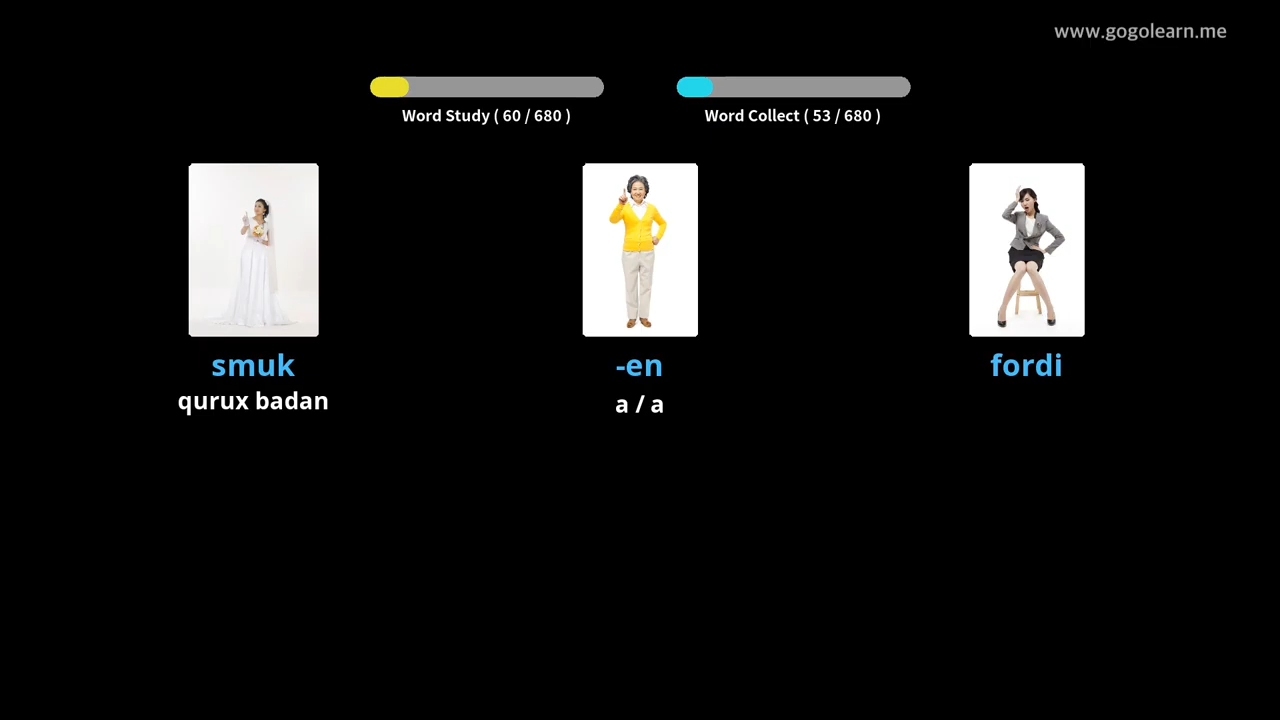 www.gogolearn.me
Word Study ( 60 / 680 )
Word Collect ( 53 / 680 )
smuk
-en
fordi
qurux badan
a / a